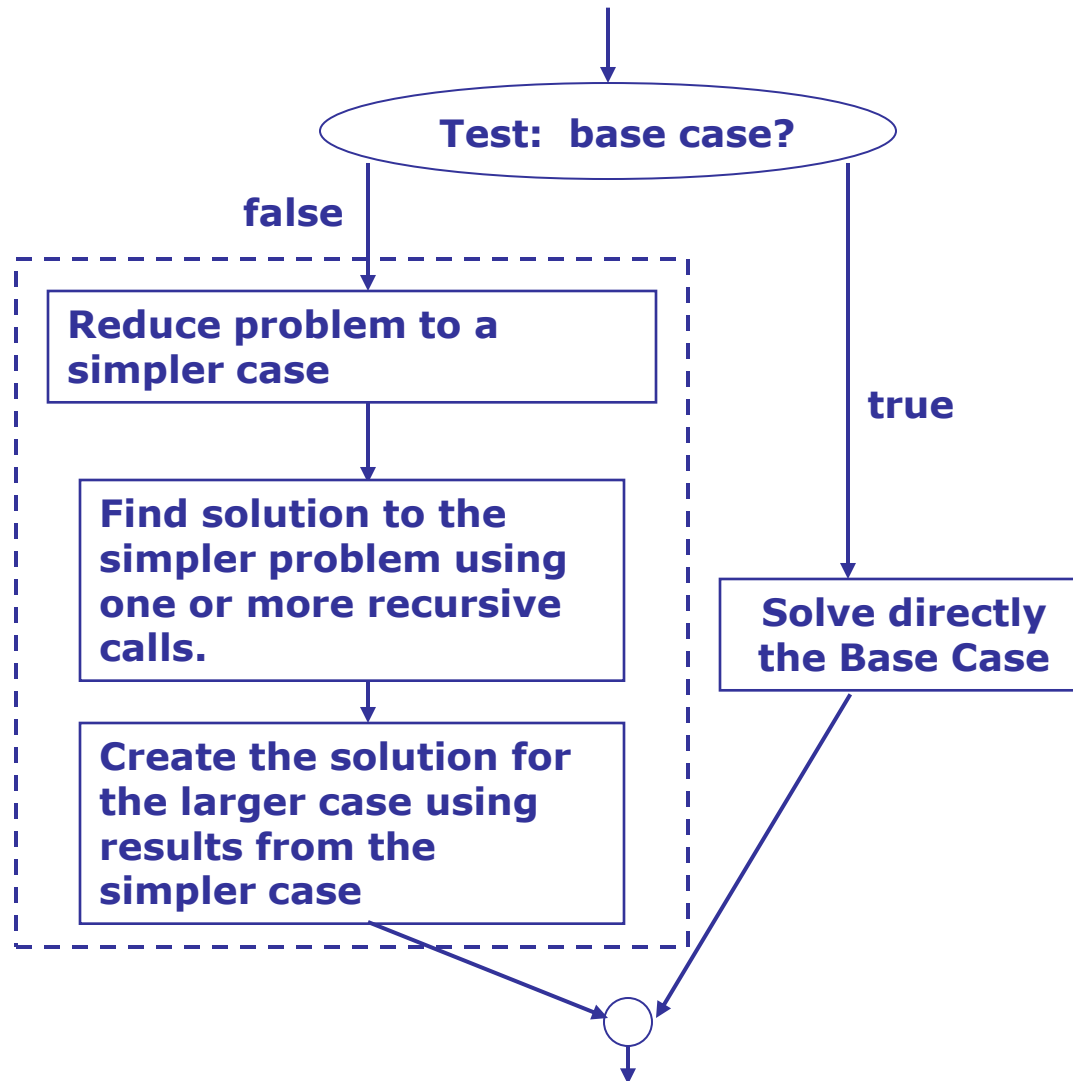 Test:  base case?
false
Reduce problem to a
simpler case
true
Find solution to the
simpler problem using
one or more recursive
calls.
Solve directly
the Base Case
Create the solution for
the larger case using
results from the
simpler case